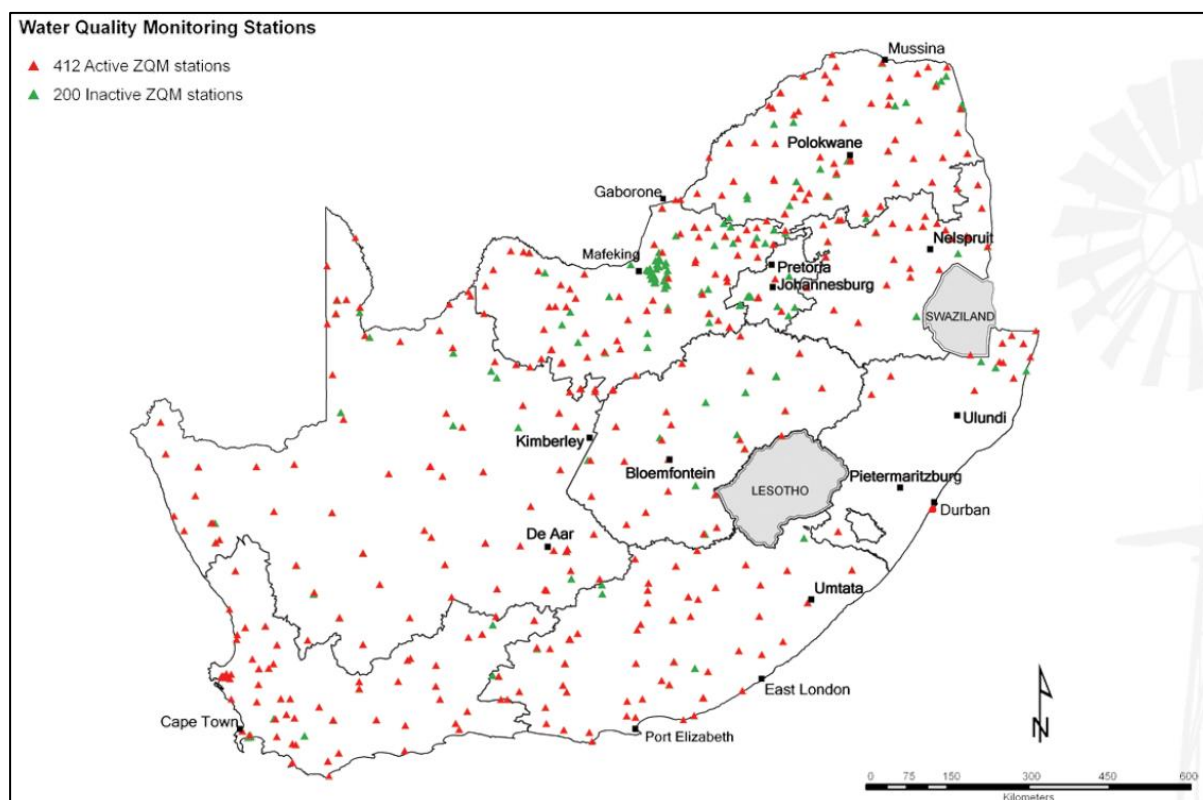 Water Quality Monitoring Stations
412 Active ZQM stations
200 Inactive ZQM stations
Mussina
Polokwane
Gaborone
Mafeking
Nelspruit
Pretoria
Johannesburg
SWAZILAND
Ulundi
Kimberley
Bloemfontein
LESOTHO
Pietermaritzburg
Durban
De Aar
Umtata
East London
Cape Town
Port Elizabeth
N
0 75 150 300 450 600
Kilometers